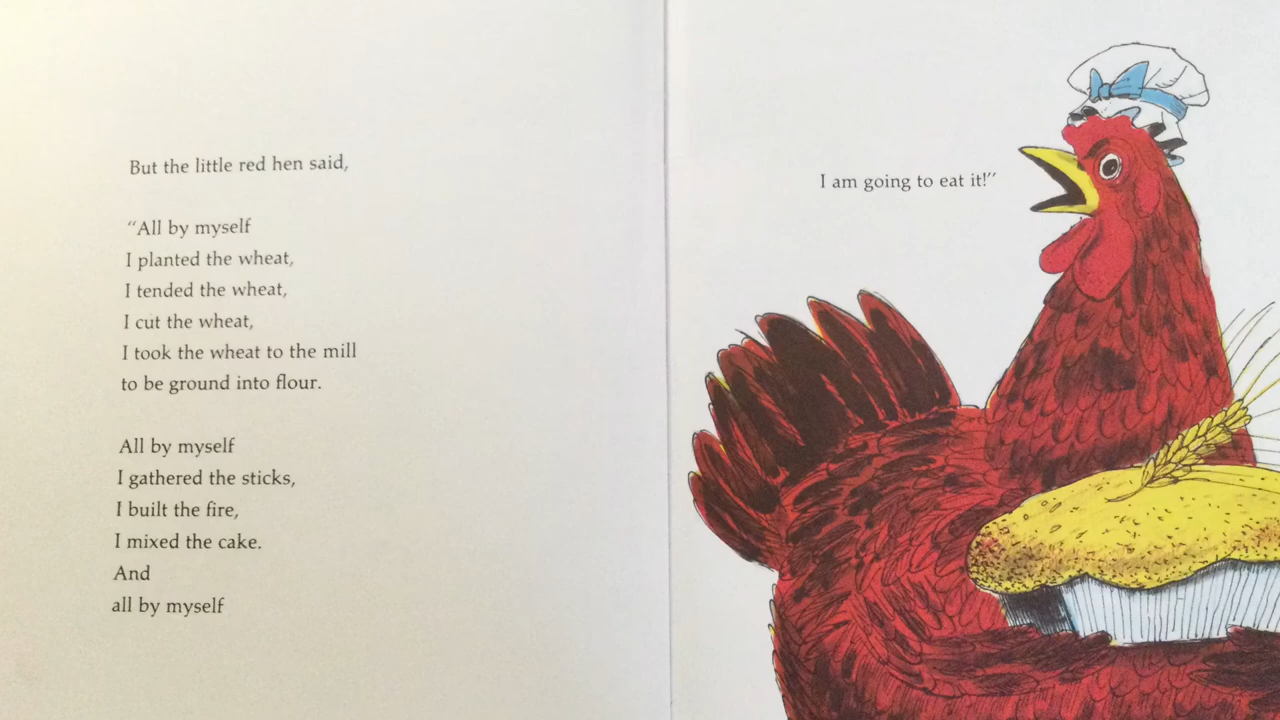 But the little red hen said,
“All by myself
I planted the wheat,
I tended the wheat,
I cut the wheat,
I took the wheat to the mill
to be ground into flour.
All by myself
I gathered the sticks,
I built the fire,
I mixed the cake.
And
all by myself
I am going to eat it!”